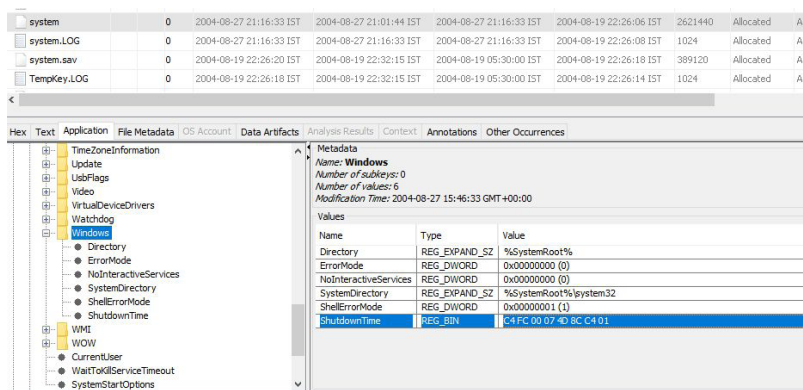 system 0 2004-08-27 21:16:33 IST 2004-08-27 21:01:44 IST 2004-08-27 21:16:33 IST 2004-08-19 22:26:06 IST 2621440 Allocated A
system.LOG 0 2004-08-27 21:16:33 IST 2004-08-27 21:16:33 IST 2004-08-27 21:16:33 IST 2004-08-19 22:26:08 IST 1024 Allocated A
system.sav 0 2004-08-19 22:26:20 IST 2004-08-19 22:32:15 IST 2004-08-19 05:30:00 IST 2004-08-19 22:26:18 IST 389120 Allocated A
TempKey.LOG 0 2004-08-19 22:26:18 IST 2004-08-19 22:32:15 IST 2004-08-19 05:30:00 IST 2004-08-19 22:26:14 IST 1024 Allocated A
Hex Text Application File Metadata OS Account Data Artifacts Analysis Results Context Annotations Other Occurrences
TimeZoneInformation
Update
UsbFlags
Video
VirtualDeviceDrivers
Watchdog
Windows
Directory
ErrorMode
NoInteractiveServices
SystemDirectory
ShellErrorMode
ShutdownTime
WMI
WOW
CurrentUser
WaitToKillServiceTimeout
SystemStartOptions
Metadata
Name: Windows
Number of subkeys: 0
Number of values: 6
Modification Time: 2004-08-27 15:46:33 GMT+00:00
Values
Name Type Value
Directory REG_EXPAND_SZ %SystemRoot%
ErrorMode REG_DWORD 0x00000000 (0)
NoInteractiveServices REG_DWORD 0x00000000 (0)
SystemDirectory REG_EXPAND_SZ %SystemRoot%\system32
ShellErrorMode REG_DWORD 0x00000001 (1)
ShutdownTime REG_BIN C4 FC 00 07 4D 8C C4 01